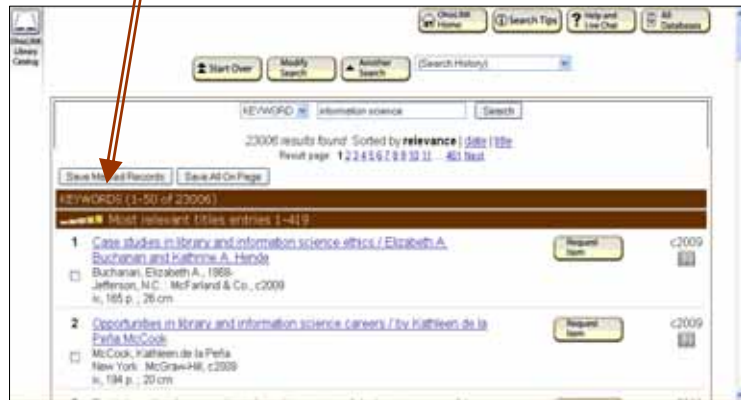 OhioLINK Home
Search Tips
Help and Live Chat
All Databases
OhioLINK
Library
Catalog
Start Over
Modify Search
Another Search
(Search History)
KEYWORD
information science
Search
23006 results found. Sorted by relevance | date | title
Result page: 1 2 3 4 5 6 7 8 9 10 11 ... 461 Next
Save Marked Records
Save All On Page
KEYWORDS (1-50 of 23006)
Most relevant titles entries 1-419
1 Case studies in library and information science ethics / Elizabeth A.
Buchanan and Kathrine A. Hende
Request Item
c2009
Buchanan, Elizabeth A., 1968-
Jefferson, N.C. : McFarland & Co., c2009
ix, 165 p. ; 26 cm
2 Opportunities in library and information science careers / by Kathleen de la
Peña McCook
Request Item
c2009
McCook, Kathleen de la Peña
New York : McGraw-Hill, c2009
ix, 194 p. ; 20 cm